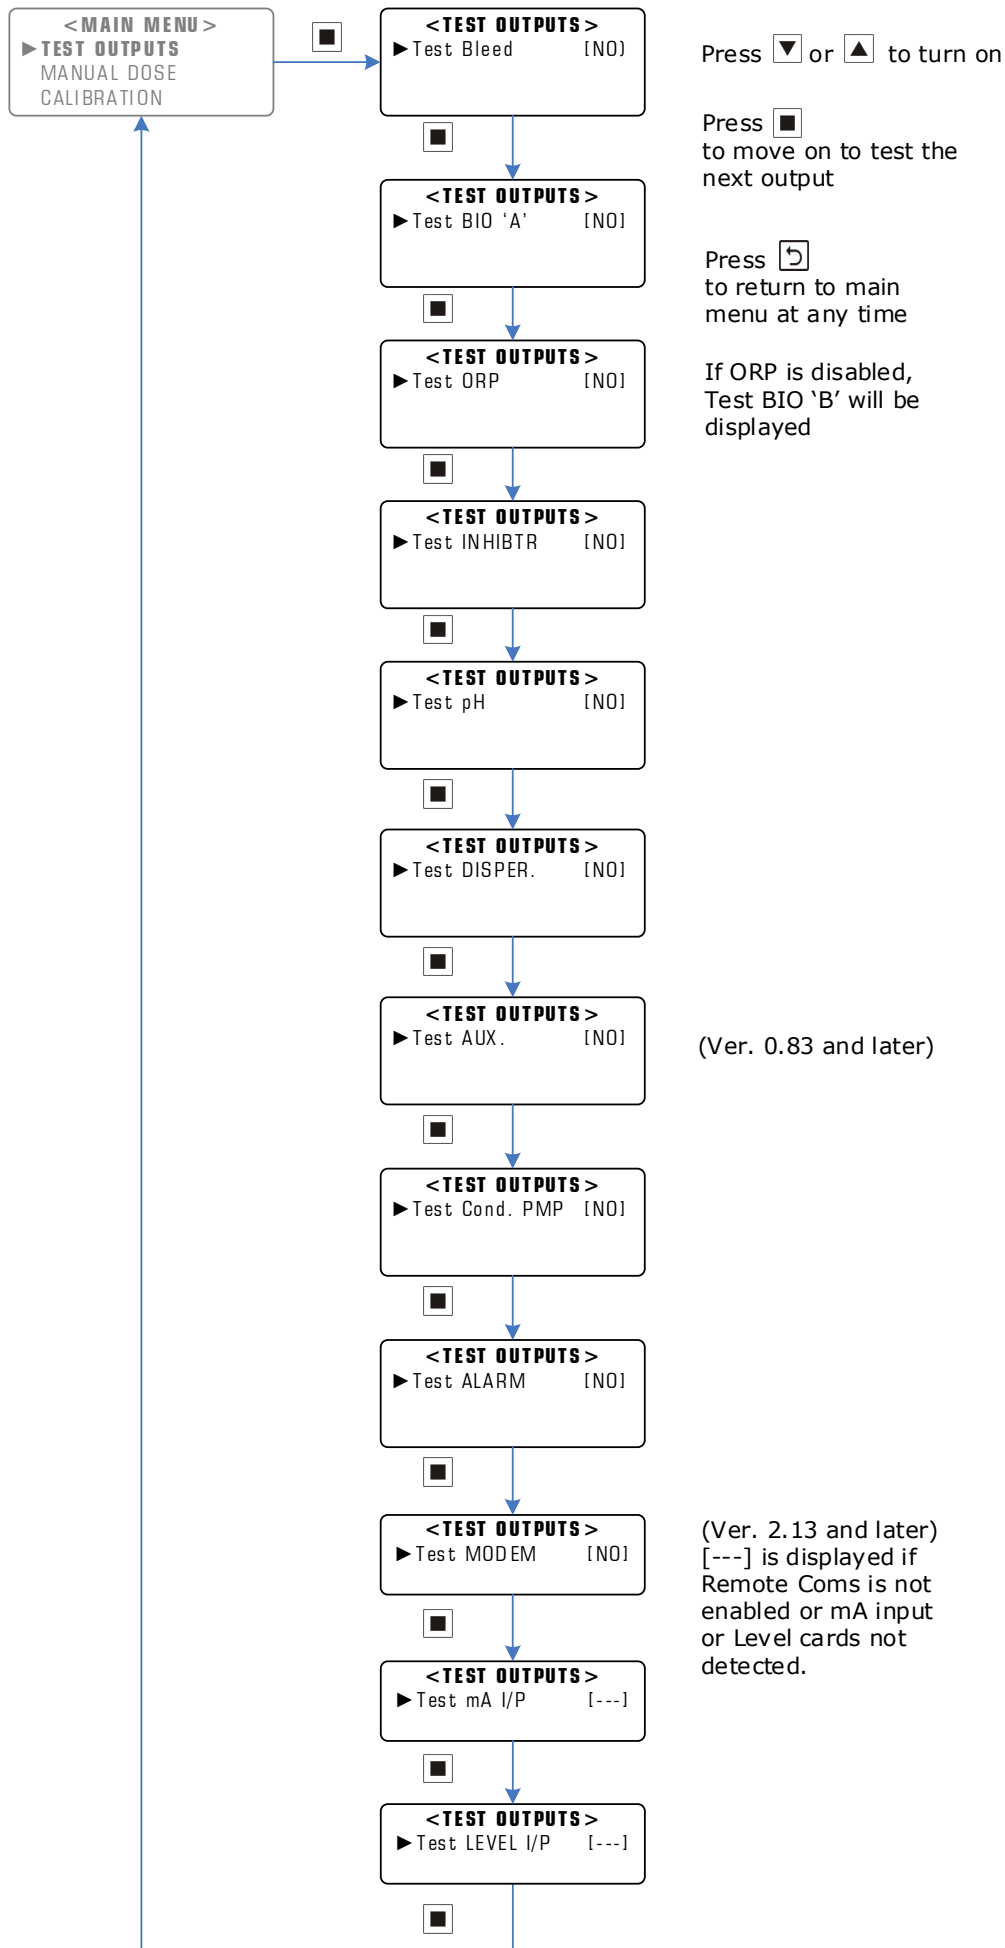 <MAIN MENU>
►TEST OUTPUTS
MANUAL DOSE
CALIBRATION
<TEST OUTPUTS>
►Test Bleed [NO]
Press ▼ or ▲ to turn on
Press ■
to move on to test the
next output
<TEST OUTPUTS>
►Test BIO ‘A’ [NO]
Press ⮌
to return to main
menu at any time
<TEST OUTPUTS>
►Test ORP [NO]
If ORP is disabled,
Test BIO ‘B’ will be
displayed
<TEST OUTPUTS>
►Test INHIBTR [NO]
<TEST OUTPUTS>
►Test pH [NO]
<TEST OUTPUTS>
►Test DISPER. [NO]
<TEST OUTPUTS>
►Test AUX. [NO]
(Ver. 0.83 and later)
<TEST OUTPUTS>
►Test Cond. PMP [NO]
<TEST OUTPUTS>
►Test ALARM [NO]
<TEST OUTPUTS>
►Test MODEM [NO]
(Ver. 2.13 and later)
[---] is displayed if
Remote Coms is not
enabled or mA input
or Level cards not
detected.
<TEST OUTPUTS>
►Test mA I/P [---]
<TEST OUTPUTS>
►Test LEVEL I/P [---]